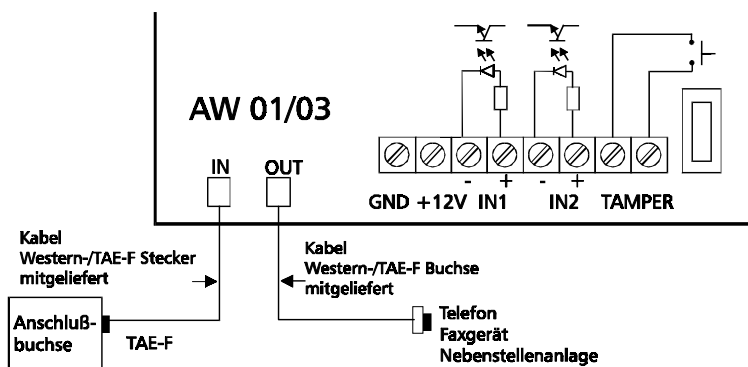 AW 01/03
IN OUT
- + - +
GND +12V IN1 IN2 TAMPER
Kabel
Western-/TAE-F Stecker
mitgeliefert
Kabel
Western-/TAE-F Buchse
mitgeliefert
Anschluß-
buchse
TAE-F
Telefon
Faxgerät
Nebenstellenanlage